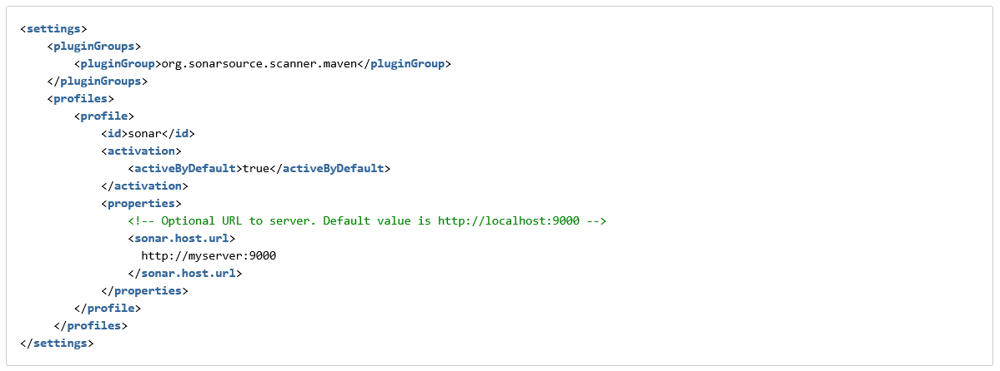 <settings>
    <pluginGroups>
        <pluginGroup>org.sonarsource.scanner.maven</pluginGroup>
    </pluginGroups>
    <profiles>
        <profile>
            <id>sonar</id>
            <activation>
                <activeByDefault>true</activeByDefault>
            </activation>
            <properties>
                <!-- Optional URL to server. Default value is http://localhost:9000 -->
                <sonar.host.url>
                  http://myserver:9000
                </sonar.host.url>
            </properties>
        </profile>
     </profiles>
</settings>